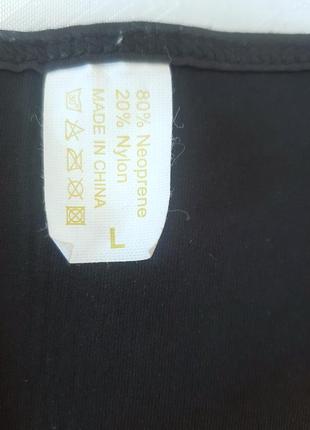 80% Neoprene
20% Nylon
MADE IN CHINA
L